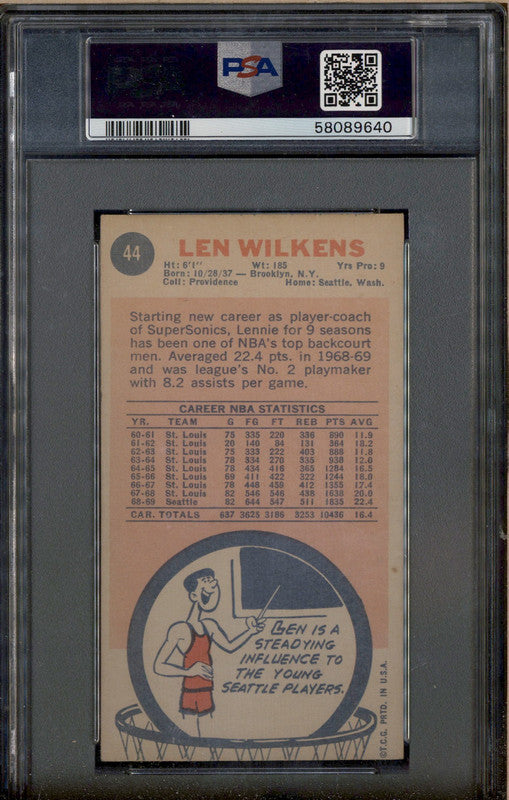 PSA
58089640
44
LEN WILKENS
Ht: 6'1" Wt: 185 Yrs Pro: 9
Born: 10/28/37 — Brooklyn, N.Y.
Coll: Providence Home: Seattle, Wash.
Starting new career as player-coach
of SuperSonics, Lennie for 9 seasons
has been one of NBA's top backcourt
men. Averaged 22.4 pts. in 1968-69
and was league's No. 2 playmaker
with 8.2 assists per game.
CAREER NBA STATISTICS
YR. TEAM G FG FT REB PTS AVG
60-61 St. Louis 75 335 220 336 890 11.9
61-62 St. Louis 20 140 84 131 364 18.2
62-63 St. Louis 75 333 222 403 888 11.8
63-64 St. Louis 78 334 270 335 938 12.0
64-65 St. Louis 78 434 416 365 1284 16.5
65-66 St. Louis 69 411 422 322 1244 18.0
66-67 St. Louis 78 448 459 412 1355 17.4
67-68 St. Louis 82 546 546 438 1638 20.0
68-69 Seattle 82 644 547 511 1835 22.4
CAR. TOTALS 637 3625 3186 3253 10436 16.4
LEN IS A
STEADYING
INFLUENCE TO
THE YOUNG
SEATTLE PLAYERS.
©T.C.G. PRTD. IN U.S.A.